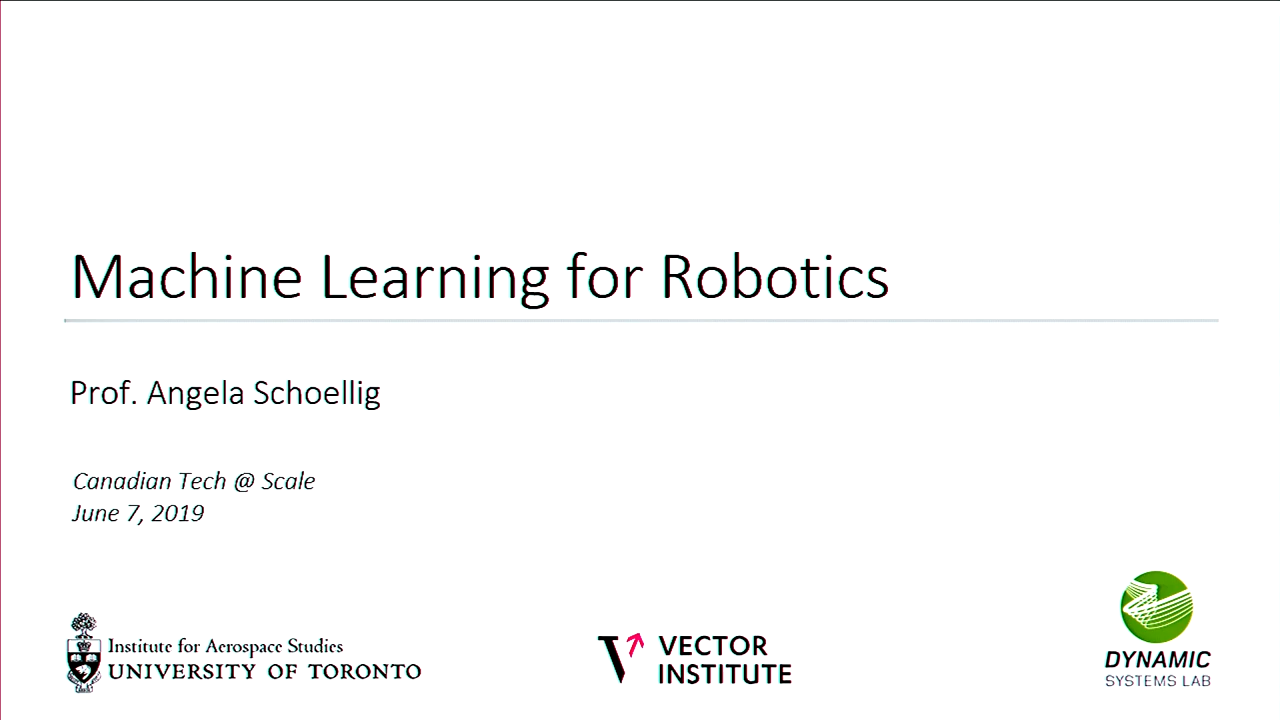 Machine Learning for Robotics
Prof. Angela Schoellig
Canadian Tech @ Scale
June 7, 2019
Institute for Aerospace Studies
UNIVERSITY OF TORONTO
VECTOR
INSTITUTE
DYNAMIC
SYSTEMS LAB